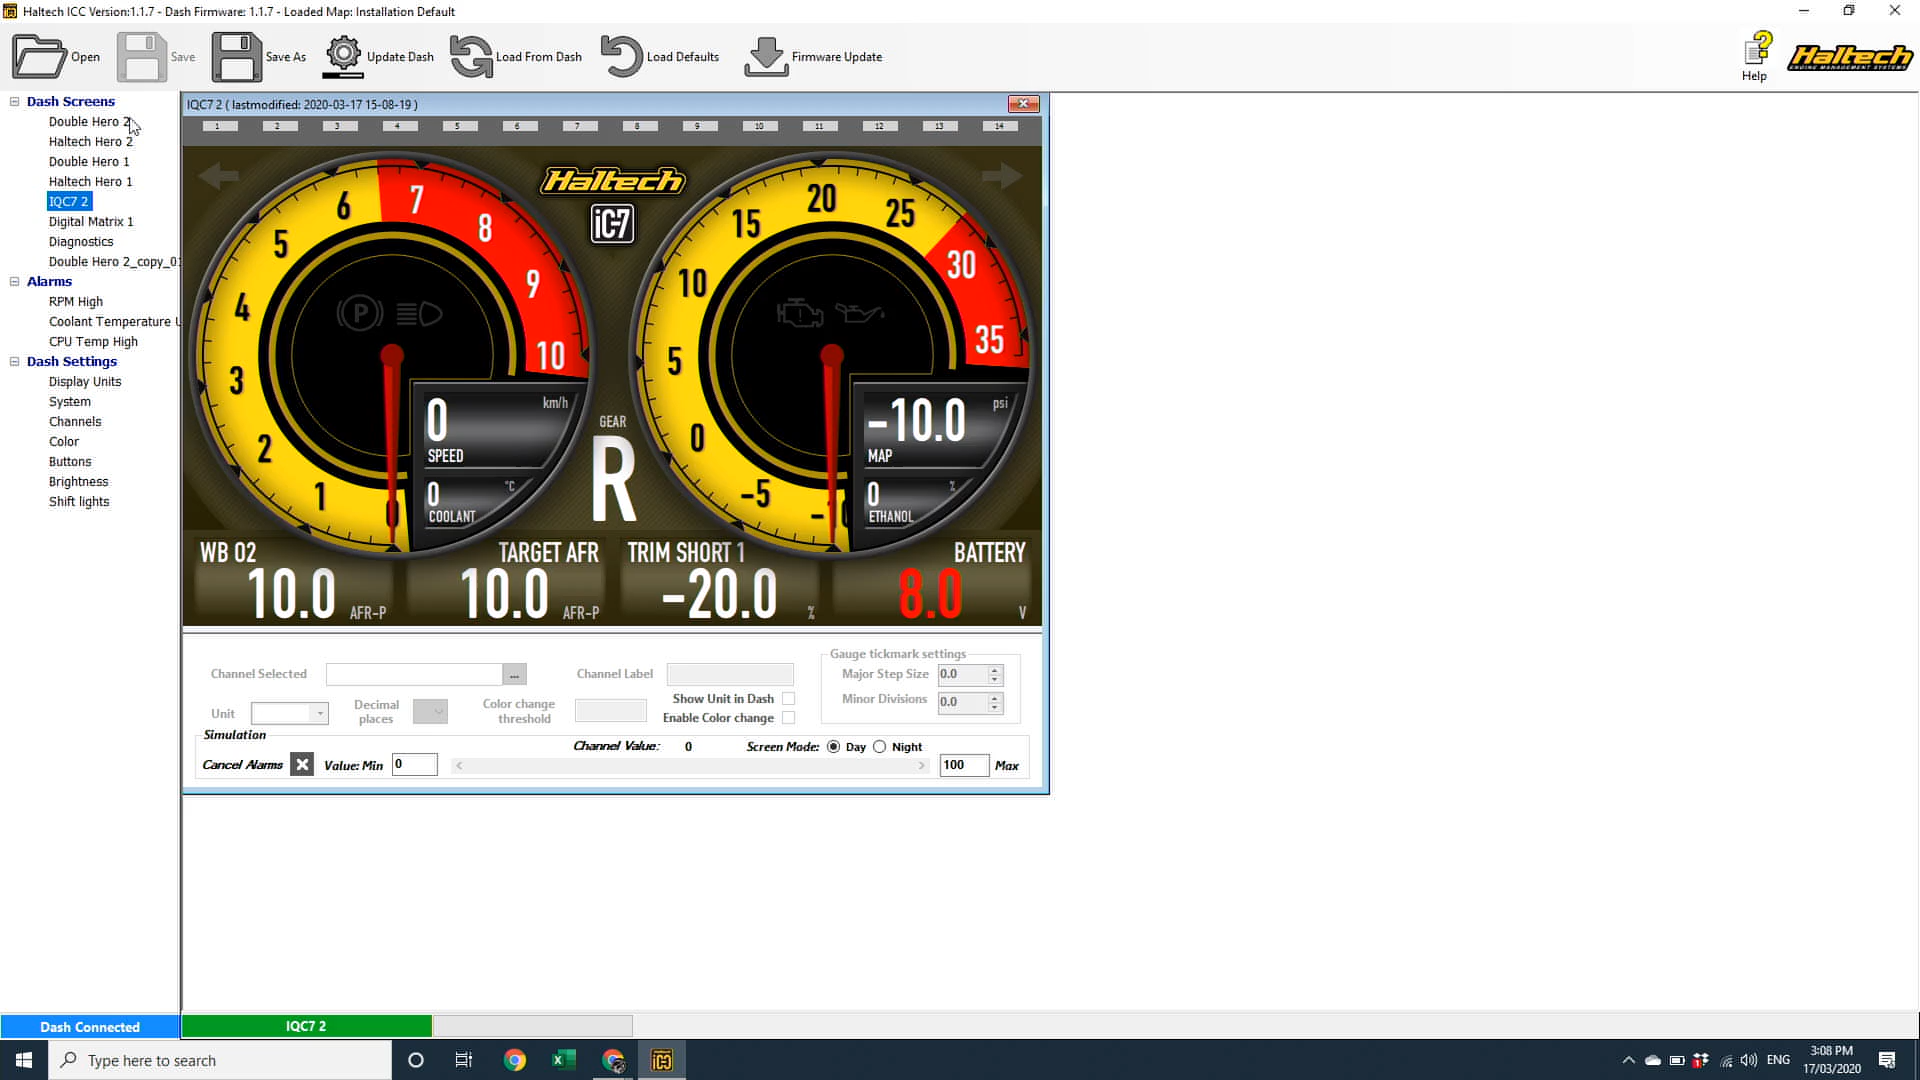 Haltech ICC Version:1.1.7 - Dash Firmware: 1.1.7 - Loaded Map: Installation Default
Open
Save
Save As
Update Dash
Load From Dash
Load Defaults
Firmware Update
Help
Haltech
ENGINE MANAGEMENT SYSTEMS
Dash Screens
Double Hero 2
Haltech Hero 2
Double Hero 1
Haltech Hero 1
IQC7 2
Digital Matrix 1
Diagnostics
Double Hero 2_copy_01
Alarms
RPM High
Coolant Temperature
CPU Temp High
Dash Settings
Display Units
System
Channels
Color
Buttons
Brightness
Shift lights
IQC7 2 ( lastmodified: 2020-03-17 15-08-19 )
1 2 3 4 5 6 7 8 9 10 11 12 13 14
Haltech
iC-7
0 1 2 3 4 5 6 7 8 9 10
P
0 km/h
SPEED
0 °C
COOLANT
GEAR
R
-5 0 5 10 15 20 25 30 35
-10.0 psi
MAP
0 %
ETHANOL
WB O2
10.0 AFR-P
TARGET AFR
10.0 AFR-P
TRIM SHORT 1
-20.0 %
BATTERY
8.0 V
Channel Selected ...
Channel Label
Gauge tickmark settings
Major Step Size 0.0
Minor Divisions 0.0
Unit
Decimal places
Color change threshold
Show Unit in Dash
Enable Color change
Simulation
Channel Value: 0
Screen Mode: Day Night
Cancel Alarms
Value: Min 0
100 Max
Dash Connected
IQC7 2
Type here to search
ENG
3:08 PM
17/03/2020